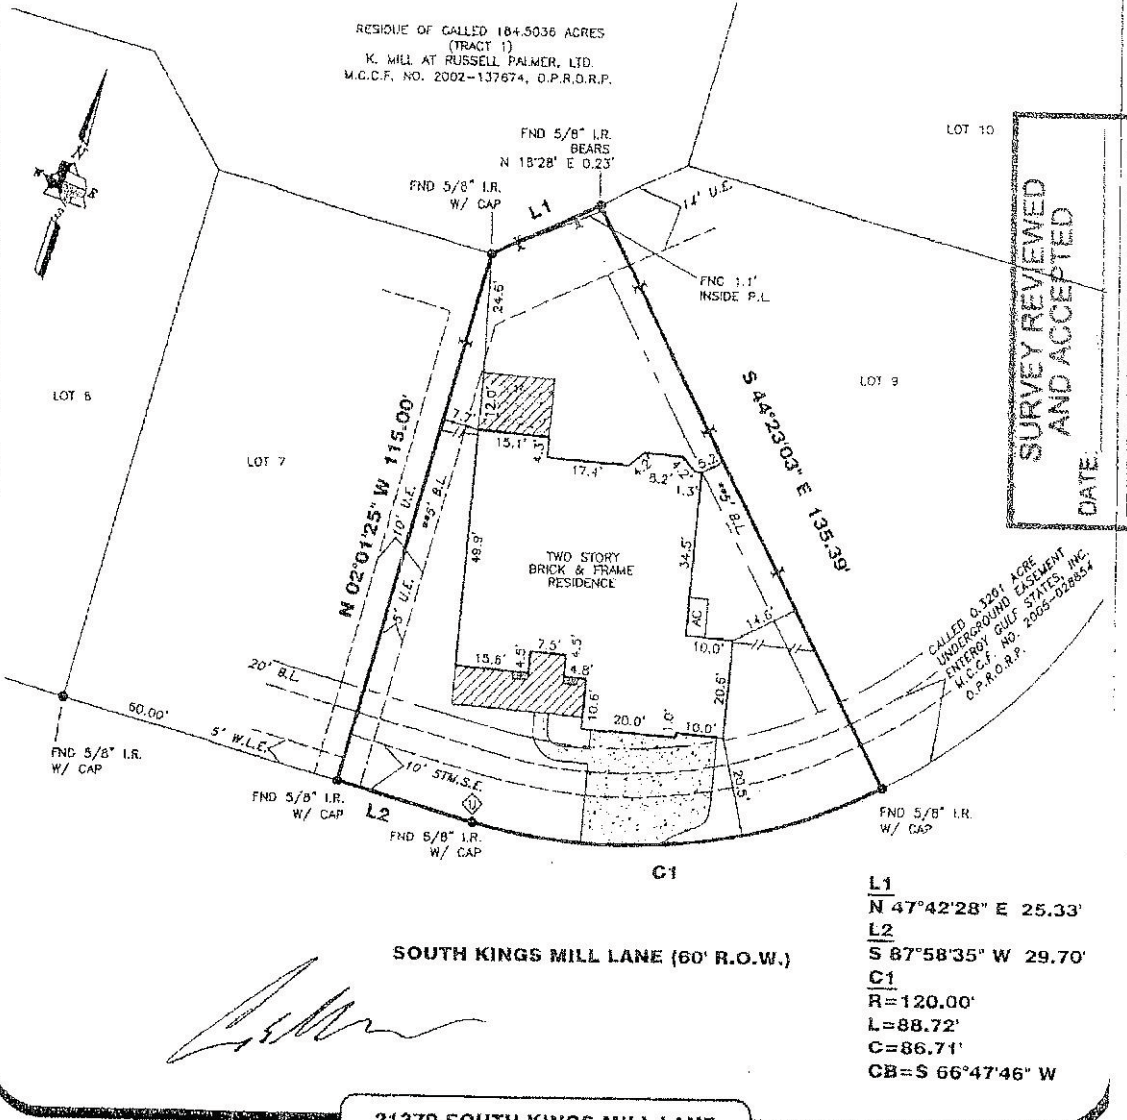 RESIDUE OF CALLED 184.5036 ACRES
(TRACT 1)
K. MILL AT RUSSELL PALMER, LTD.
M.C.C.F. NO. 2002-137674, O.P.R.O.R.P.
LOT 10
FND 5/8" I.R.
BEARS
N 18°28' E 0.23'
FND 5/8" I.R.
W/ CAP
L1
14' U.E.
FNC 1.1'
INSIDE P.L.
24.6'
SURVEY REVIEWED
AND ACCEPTED
DATE:
LOT 9
LOT 7
N 02°01'25" W 115.00'
S 44°23'03" E 135.39'
7.7'
12.0'
15.1'
4.3'
17.4'
4.2'
8.2'
4.2'
1.3'
5.2'
10' U.E.
**5' B.L.
**5' B.L.
5' U.E.
49.9'
34.5'
TWO STORY
BRICK & FRAME
RESIDENCE
AC
14.6'
10.0'
CALLED 0.3201 ACRE
UNDERGROUND EASEMENT
ENTERGY GULF STATES, INC.
M.C.C.F. NO. 2005-028854
O.P.R.O.R.P.
20' B.L.
15.6'
4.5'
7.5'
4.5'
4.8'
10.6'
20.6'
20.0'
1.0'
10.0'
60.00'
5' W.L.E.
10' STM.S.E.
20.5'
FND 5/8" I.R.
W/ CAP
FND 5/8" I.R.
W/ CAP
L2
FND 5/8" I.R.
W/ CAP
FND 5/8" I.R.
W/ CAP
C1
SOUTH KINGS MILL LANE (60' R.O.W.)
L1
N 47°42'28" E 25.33'
L2
S 87°58'35" W 29.70'
C1
R=120.00'
L=88.72'
C=86.71'
CB=S 66°47'46" W
SOUTH KINGS MILL LANE